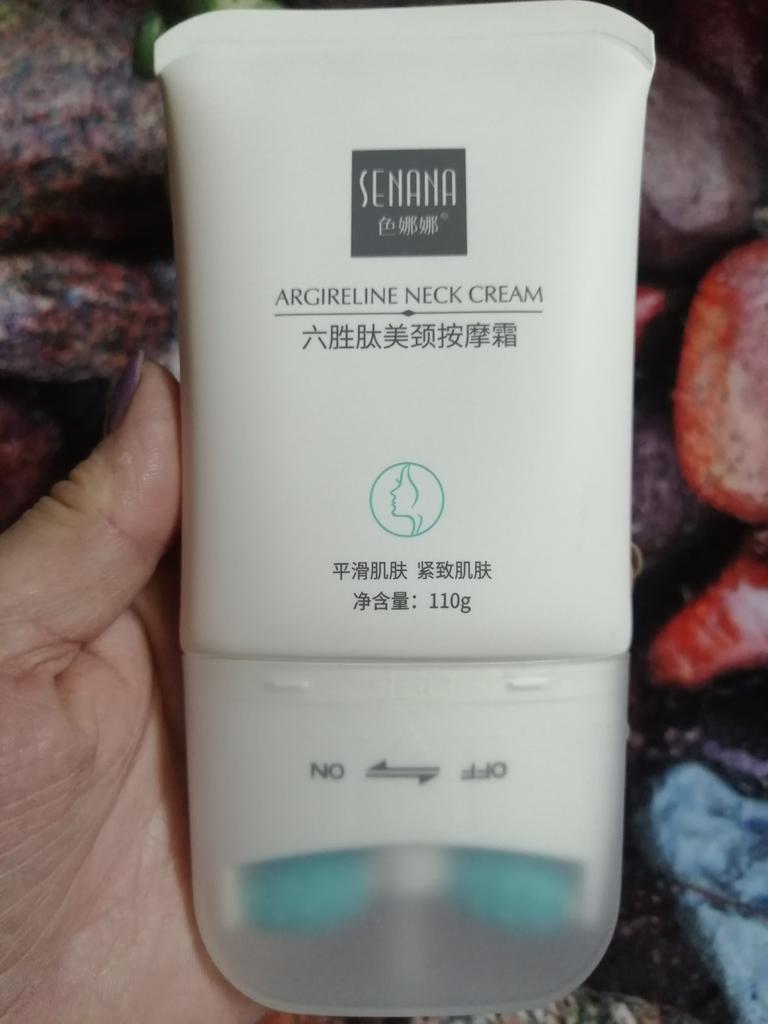 SENANA
色娜娜®
ARGIRELINE NECK CREAM
六胜肽美颈按摩霜
平滑肌肤 紧致肌肤
净含量：110g
OFF ON